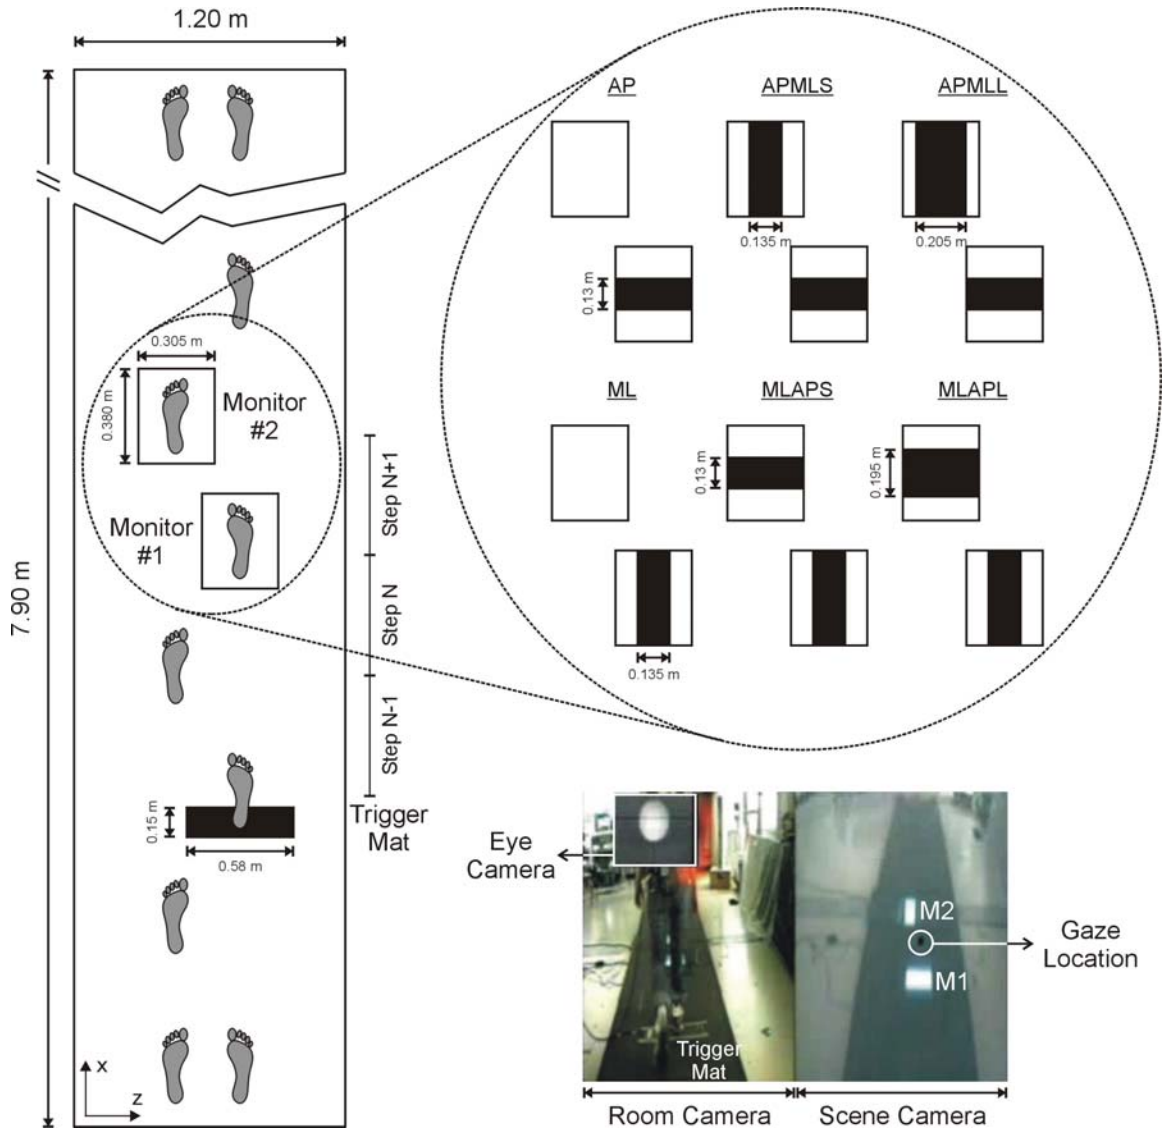 1.20 m
7.90 m
0.305 m
0.380 m
Monitor
#2
Monitor
#1
Step N+1
Step N
Step N-1
0.15 m
0.58 m
Trigger
Mat
x
z
AP
APMLS
APMLL
0.135 m
0.205 m
0.13 m
ML
MLAPS
MLAPL
0.13 m
0.195 m
0.135 m
Eye
Camera
Trigger
Mat
M2
M1
Gaze
Location
Room Camera
Scene Camera